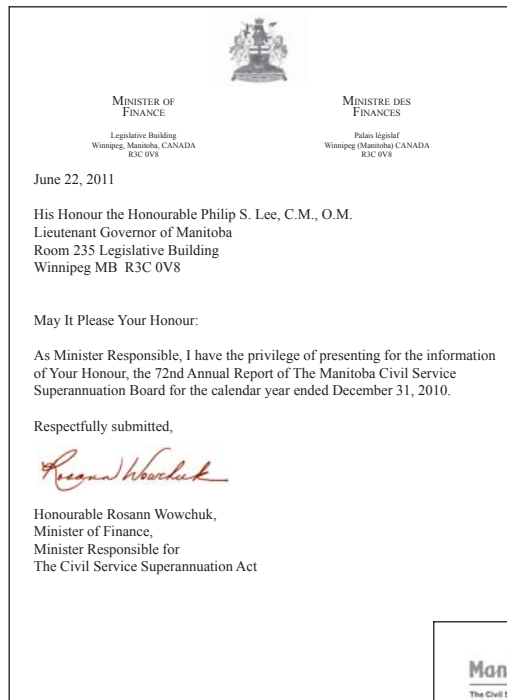 MINISTER OF
FINANCE
Legislative Building
Winnipeg, Manitoba, CANADA
R3C 0V8
MINISTRE DES
FINANCES
Palais législaf
Winnipeg (Manitoba) CANADA
R3C 0V8
June 22, 2011
His Honour the Honourable Philip S. Lee, C.M., O.M.
Lieutenant Governor of Manitoba
Room 235 Legislative Building
Winnipeg MB R3C 0V8
May It Please Your Honour:
As Minister Responsible, I have the privilege of presenting for the information
of Your Honour, the 72nd Annual Report of The Manitoba Civil Service
Superannuation Board for the calendar year ended December 31, 2010.
Respectfully submitted,
Rosann Wowchuk
Honourable Rosann Wowchuk,
Minister of Finance,
Minister Responsible for
The Civil Service Superannuation Act
The Civil